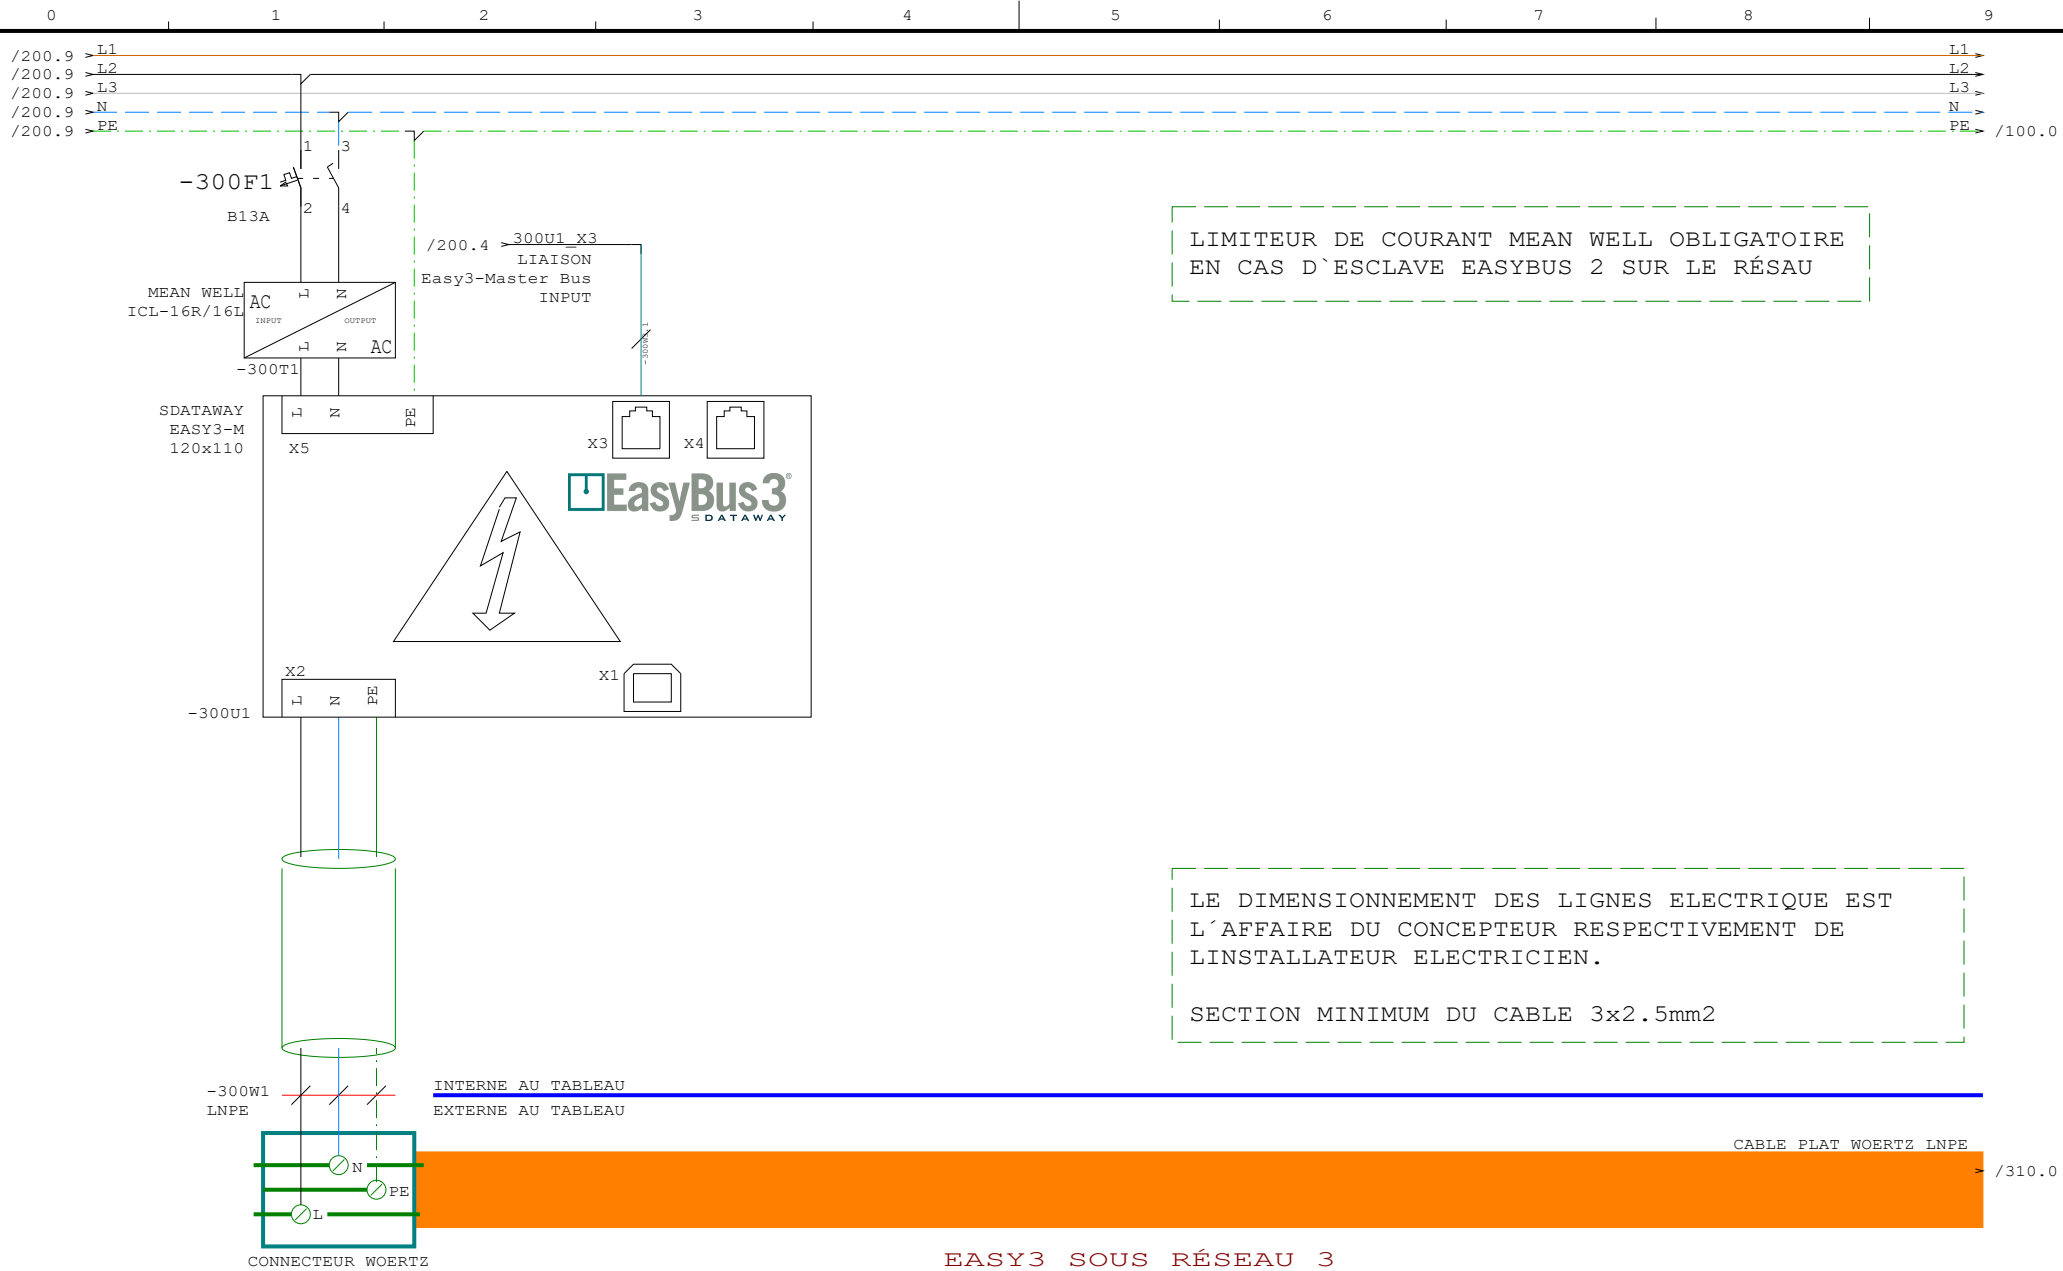 0 1 2 3 4 5 6 7 8 9
/200.9 L1 L1
/200.9 L2 L2
/200.9 L3 L3
/200.9 N N
/200.9 PE PE /100.0
1 3
-300F1
2 4
B13A
/200.4 300U1_X3
LIAISON
Easy3-Master Bus
INPUT
LIMITEUR DE COURANT MEAN WELL OBLIGATOIRE
EN CAS D`ESCLAVE EASYBUS 2 SUR LE RÉSAU
MEAN WELL
ICL-16R/16L
AC L N
INPUT OUTPUT
L N AC
-300T1
SDATAWAY
EASY3-M
120x110
L N PE
X5
X3 X4
EasyBus3®
SDATAWAY
X2
X1
L N PE
-300U1
LE DIMENSIONNEMENT DES LIGNES ELECTRIQUE EST
L´AFFAIRE DU CONCEPTEUR RESPECTIVEMENT DE
LINSTALLATEUR ELECTRICIEN.
SECTION MINIMUM DU CABLE 3x2.5mm2
-300W1
LNPE
INTERNE AU TABLEAU
EXTERNE AU TABLEAU
CABLE PLAT WOERTZ LNPE
/310.0
N
PE
L
CONNECTEUR WOERTZ
EASY3 SOUS RÉSEAU 3